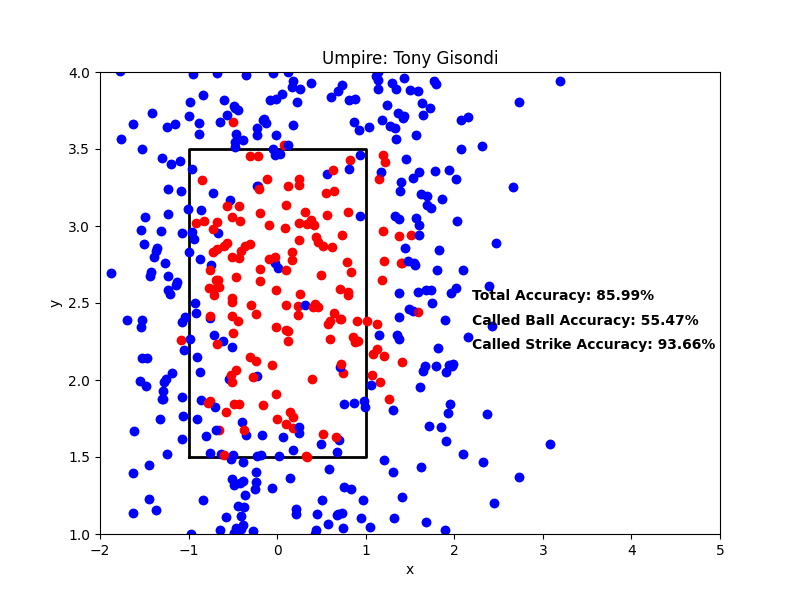 Umpire: Tony Gisondi
4.0
3.5
3.0
2.5
2.0
1.5
1.0
y
Total Accuracy: 85.99%
Called Ball Accuracy: 55.47%
Called Strike Accuracy: 93.66%
−2 −1 0 1 2 3 4 5
x